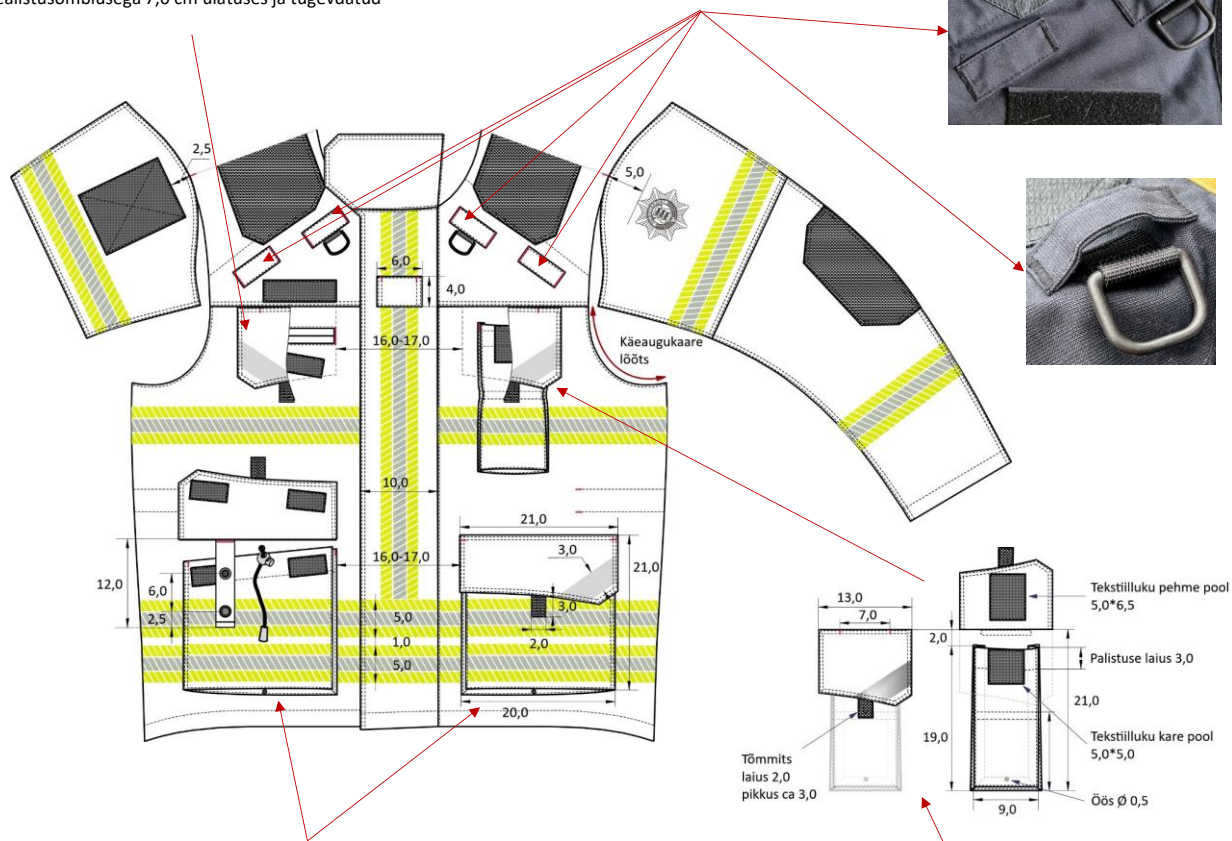 pealistusõmblusega 7,0 cm ulatuses ja tugevdatud
2,5
5,0
6,0
4,0
16,0-17,0
Käeaugukaare
lõõts
10,0
21,0
12,0
6,0
2,5
16,0-17,0
3,0
3,0
21,0
5,0
1,0
5,0
2,0
20,0
13,0
7,0
2,0
Tekstiilluku pehme pool
5,0*6,5
Palistuse laius 3,0
21,0
19,0
Tekstiilluku kare pool
5,0*5,0
Tõmmits
laius 2,0
pikkus ca 3,0
Öös Ø 0,5
9,0